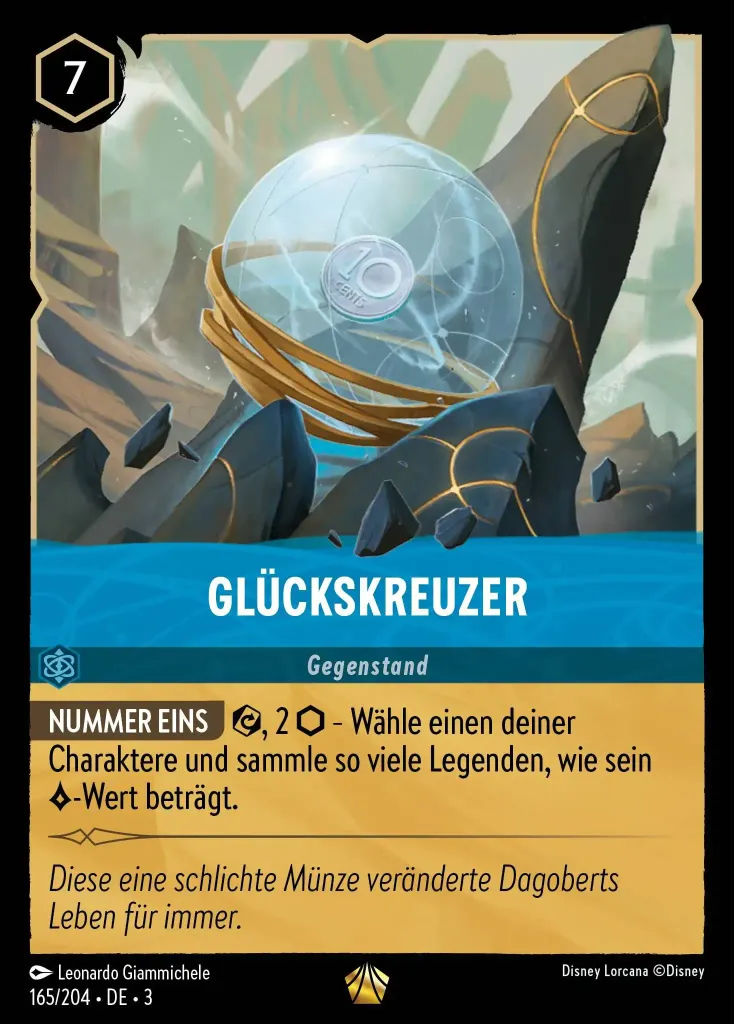 7
10
CENTS
GLÜCKSKREUZER
Gegenstand
NUMMER EINS , 2 - Wähle einen deiner
Charaktere und sammle so viele Legenden, wie sein
-Wert beträgt.
Diese eine schlichte Münze veränderte Dagoberts
Leben für immer.
Leonardo Giammichele
Disney Lorcana ©Disney
165/204 • DE • 3